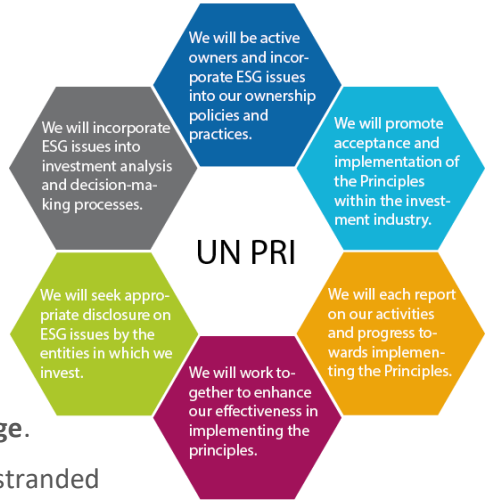 We will be active
owners and incor-
porate ESG issues
into our ownership
policies and
practices.
We will incorporate
ESG issues into
investment analysis
and decision-ma-
king processes.
We will promote
acceptance and
implementation of
the Principles
within the invest-
ment industry.
UN PRI
We will seek appro-
priate disclosure on
ESG issues by the
entities in which we
invest.
We will each report
on our activities
and progress to-
wards implemen-
ting the Principles.
We will work to-
gether to enhance
our effectiveness in
implementing the
principles.
ge.
stranded